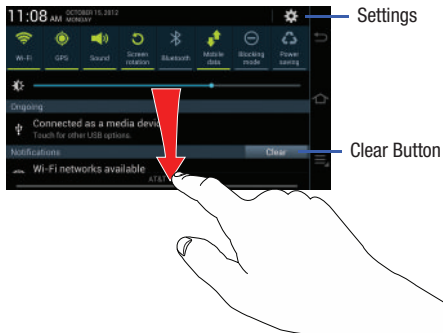 11:08 AM OCTOBER 15, 2012 MONDAY
Settings
Wi-Fi GPS Sound Screen rotation Bluetooth Mobile data Blocking mode Power saving
Ongoing
Connected as a media devi
Touch for other USB options.
Notifications Clear
Clear Button
Wi-Fi networks available
AT&T